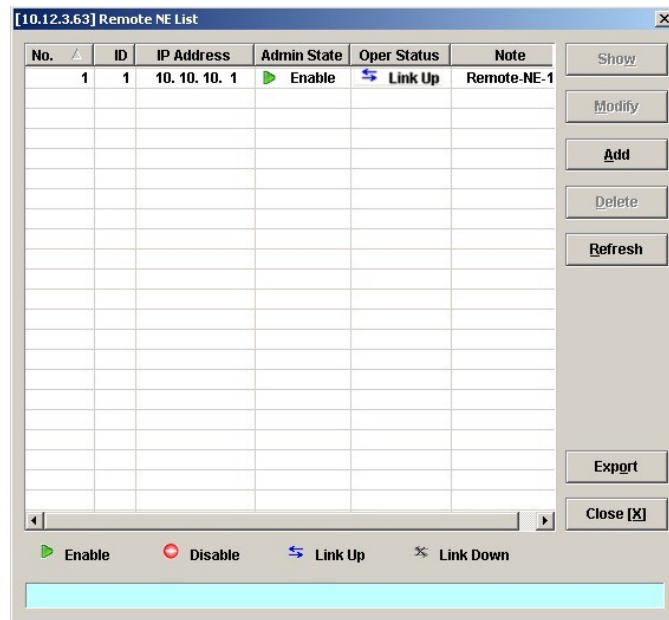 [10.12.3.63] Remote NE List
No. ID IP Address Admin State Oper Status Note
1 1 10. 10. 10. 1 Enable Link Up Remote-NE-1
Show
Modify
Add
Delete
Refresh
Export
Close [X]
Enable Disable Link Up Link Down